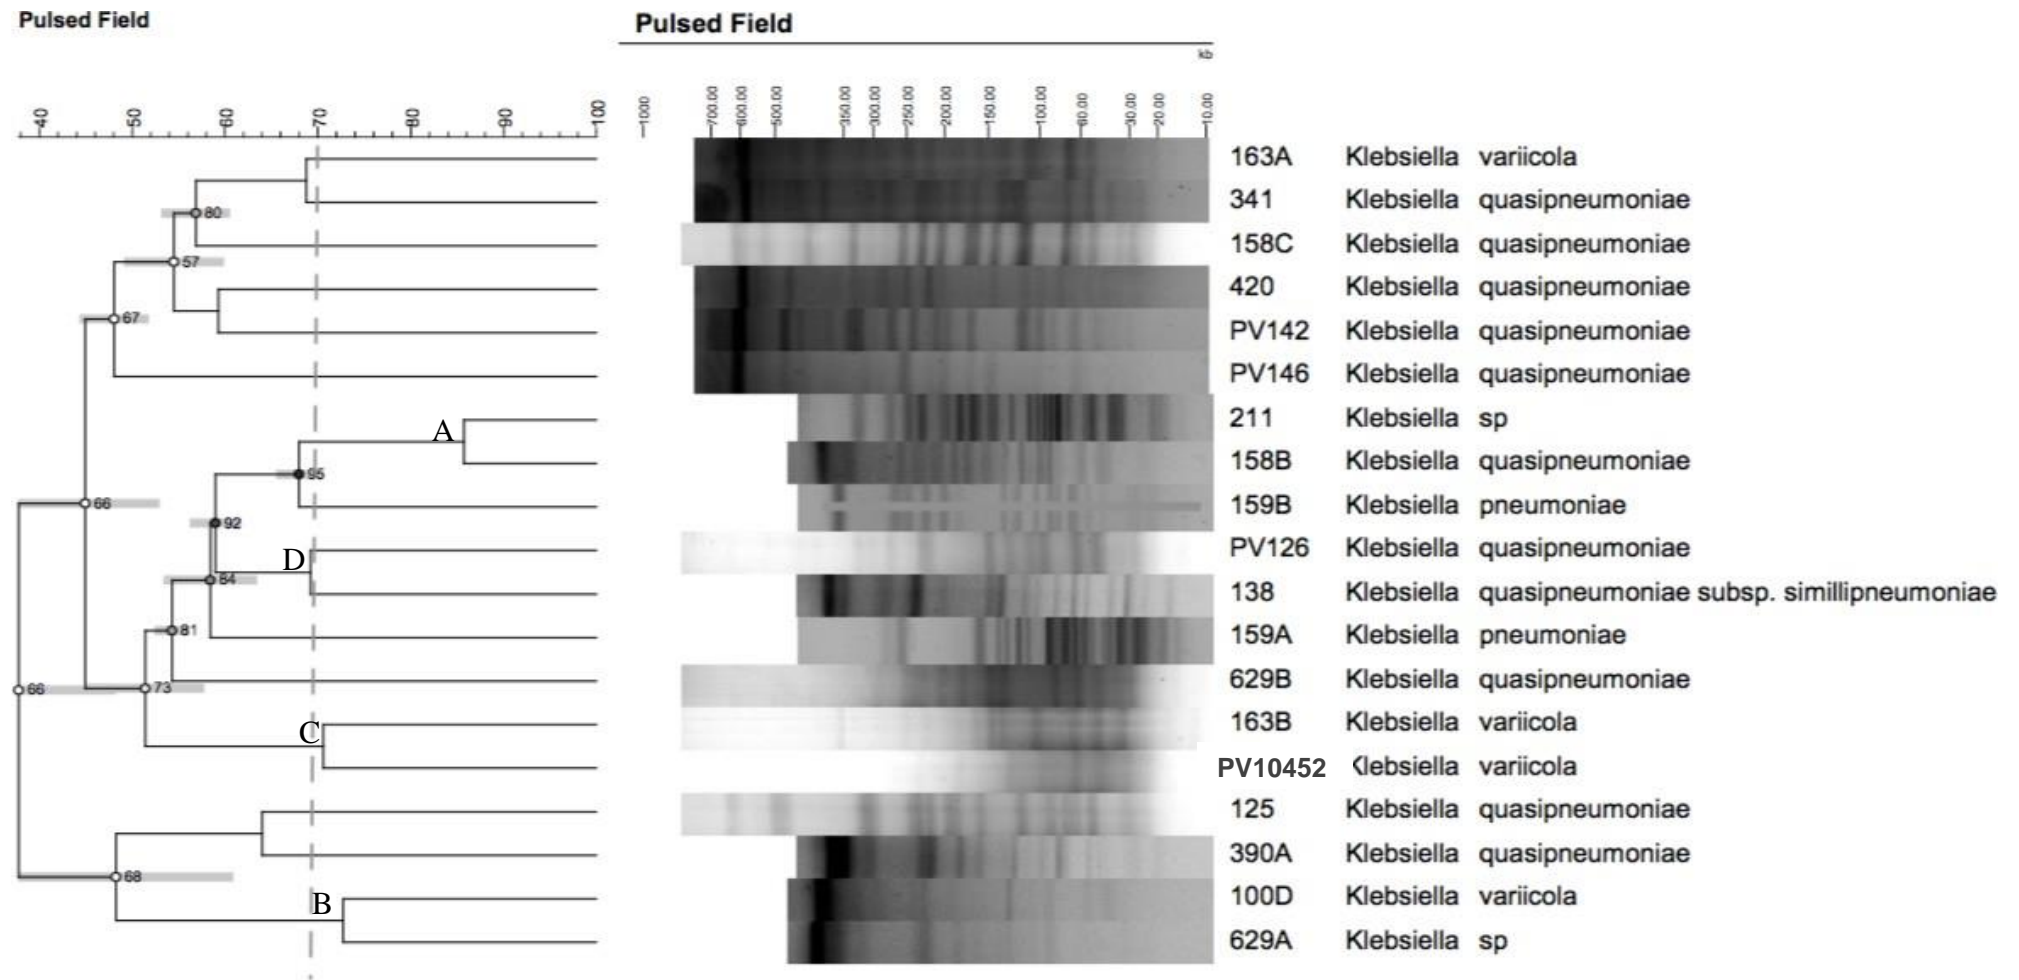 Pulsed Field
Pulsed Field
kb
40 50 60 70 80 90 100
1000 700.00 600.00 500.00 350.00 300.00 250.00 200.00 150.00 100.00 60.00 30.00 20.00 10.00
163A Klebsiella variicola
341 Klebsiella quasipneumoniae
80
158C Klebsiella quasipneumoniae
57
420 Klebsiella quasipneumoniae
67
PV142 Klebsiella quasipneumoniae
PV146 Klebsiella quasipneumoniae
211 Klebsiella sp
A
158B Klebsiella quasipneumoniae
95
66
159B Klebsiella pneumoniae
92
PV126 Klebsiella quasipneumoniae
D
84
138 Klebsiella quasipneumoniae subsp. simillipneumoniae
81
159A Klebsiella pneumoniae
629B Klebsiella quasipneumoniae
66 73
163B Klebsiella variicola
C
PV10452 Klebsiella variicola
125 Klebsiella quasipneumoniae
390A Klebsiella quasipneumoniae
68
100D Klebsiella variicola
B
629A Klebsiella sp